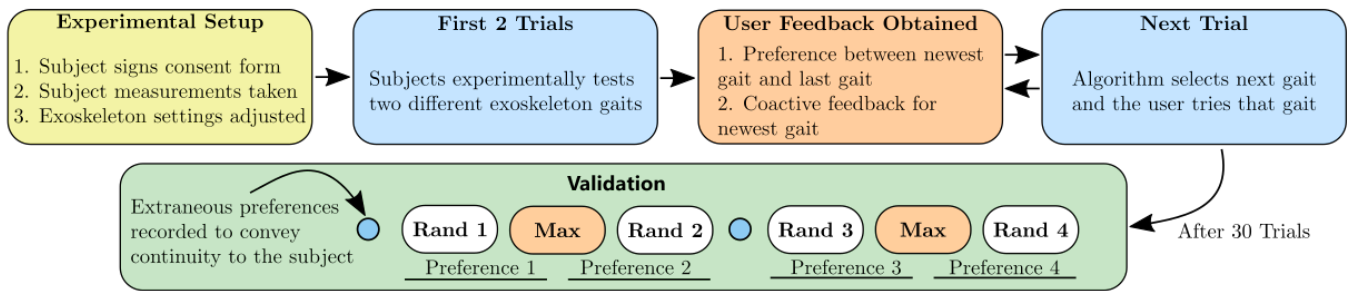 Experimental Setup
1. Subject signs consent form
2. Subject measurements taken
3. Exoskeleton settings adjusted
First 2 Trials
Subjects experimentally tests
two different exoskeleton gaits
User Feedback Obtained
1. Preference between newest
gait and last gait
2. Coactive feedback for
newest gait
Next Trial
Algorithm selects next gait
and the user tries that gait
After 30 Trials
Validation
Extraneous preferences
recorded to convey
continuity to the subject
Rand 1 Max Rand 2 Rand 3 Max Rand 4
Preference 1 Preference 2 Preference 3 Preference 4